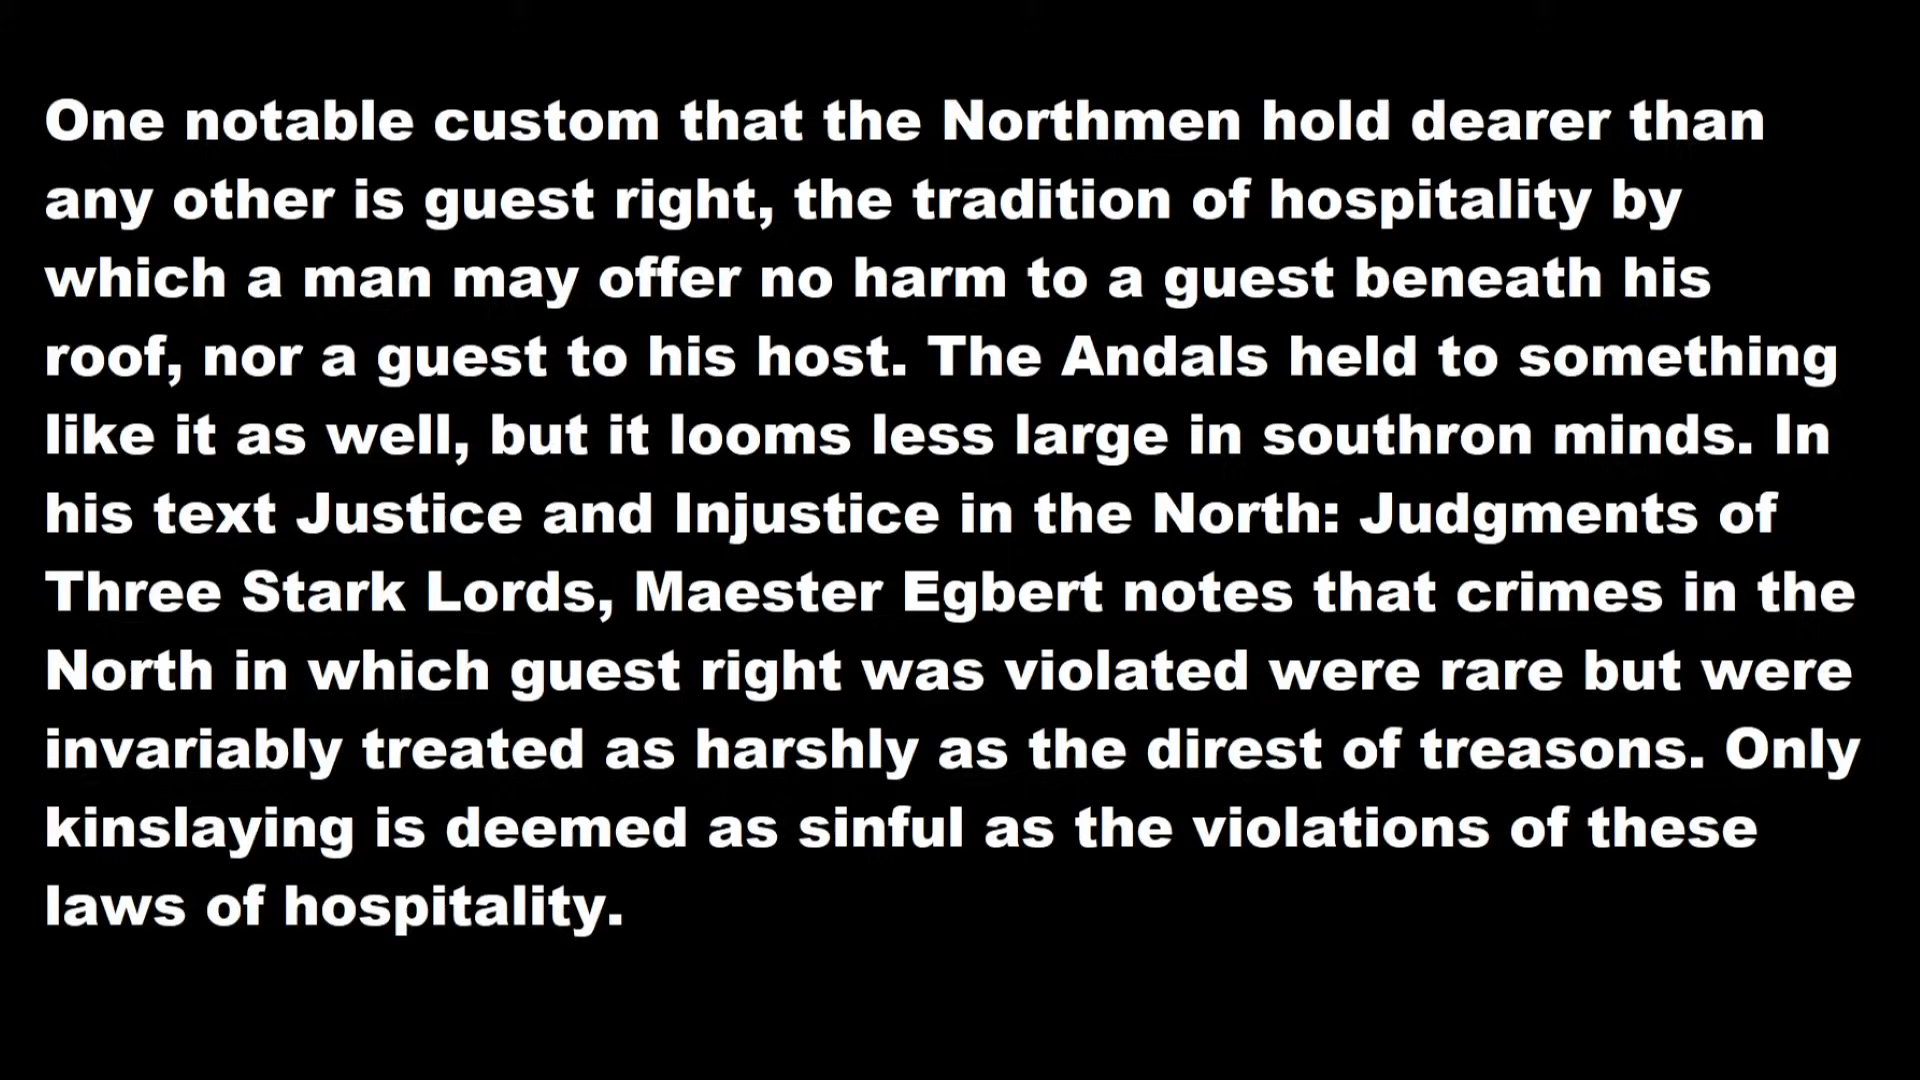 One notable custom that the Northmen hold dearer than
any other is guest right, the tradition of hospitality by
which a man may offer no harm to a guest beneath his
roof, nor a guest to his host. The Andals held to something
like it as well, but it looms less large in southron minds. In
his text Justice and Injustice in the North: Judgments of
Three Stark Lords, Maester Egbert notes that crimes in the
North in which guest right was violated were rare but were
invariably treated as harshly as the direst of treasons. Only
kinslaying is deemed as sinful as the violations of these
laws of hospitality.